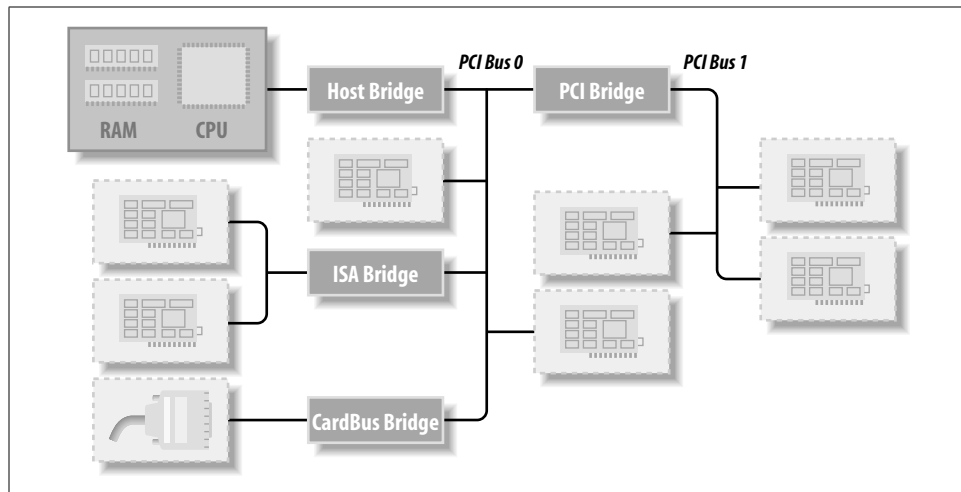 PCI Bus 0
PCI Bus 1
Host Bridge
PCI Bridge
RAM
CPU
ISA Bridge
CardBus Bridge